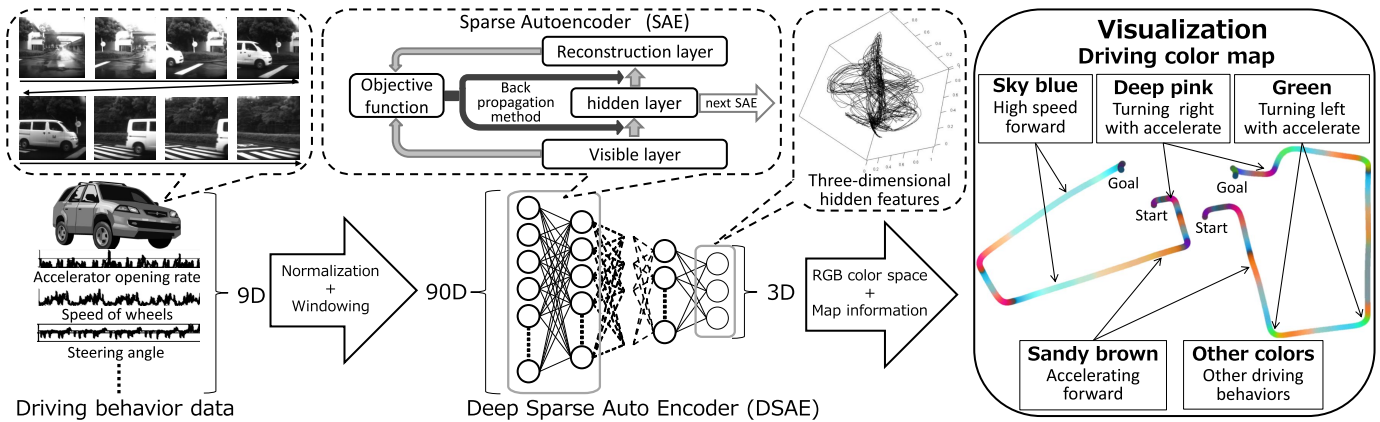 Sparse Autoencoder (SAE)
Reconstruction layer
Objective
function
Back
propagation
method
hidden layer
next SAE
Visible layer
Three-dimensional
hidden features
Accelerator opening rate
Speed of wheels
Steering angle
Driving behavior data
9D
Normalization
+
Windowing
90D
Deep Sparse Auto Encoder (DSAE)
3D
RGB color space
+
Map information
Visualization
Driving color map
Sky blue
High speed
forward
Deep pink
Turning right
with accelerate
Green
Turning left
with accelerate
Goal
Start
Goal
Start
Sandy brown
Accelerating
forward
Other colors
Other driving
behaviors